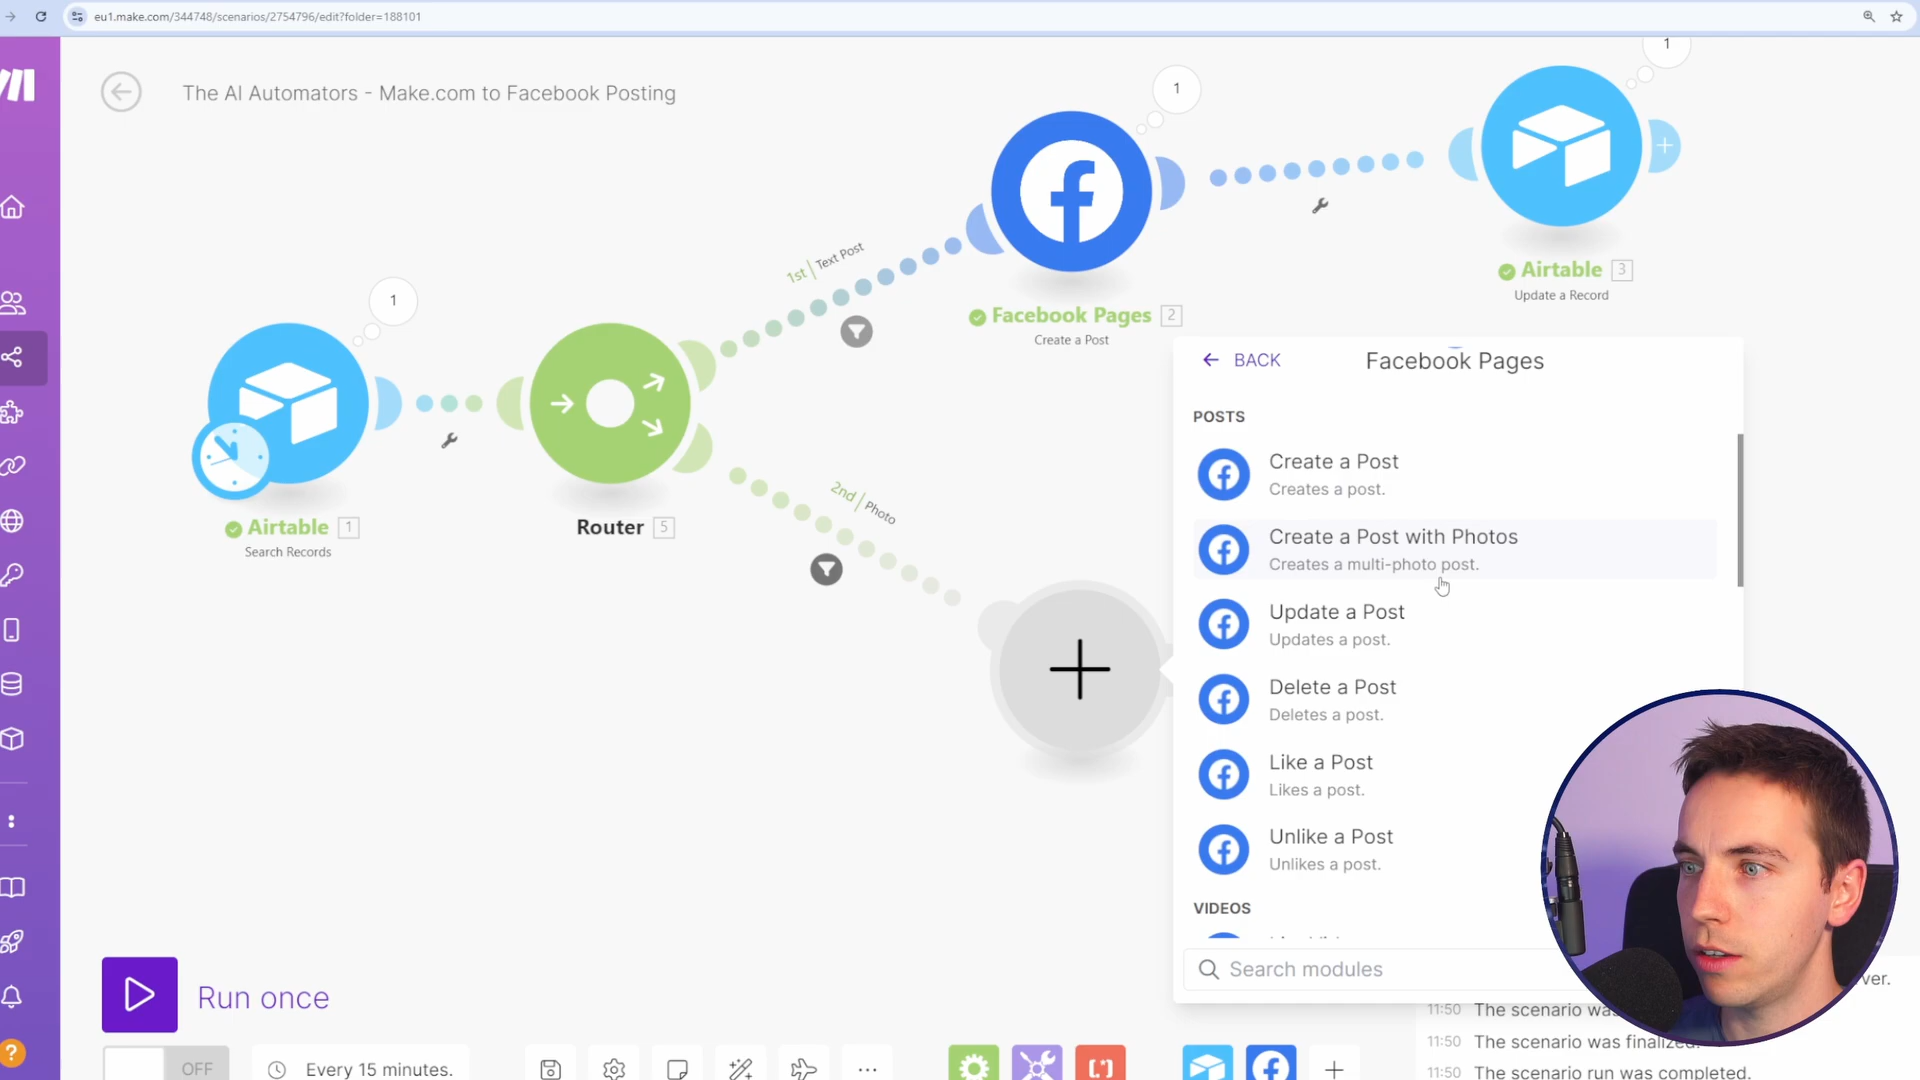 eu1.make.com/344748/scenarios/2754796/edit?folder=188101
The AI Automators - Make.com to Facebook Posting
1
1
1
1st | Text Post
Facebook Pages 2
Create a Post
Airtable 3
Update a Record
Airtable 1
Search Records
Router 5
2nd | Photo
BACK
Facebook Pages
POSTS
Create a Post
Creates a post.
Create a Post with Photos
Creates a multi-photo post.
Update a Post
Updates a post.
Delete a Post
Deletes a post.
Like a Post
Likes a post.
Unlike a Post
Unlikes a post.
VIDEOS
Search modules
Run once
OFF
Every 15 minutes.
ver.
11:50 The scenario was
11:50 The scenario was finalized.
11:50 The scenario run was completed.
?